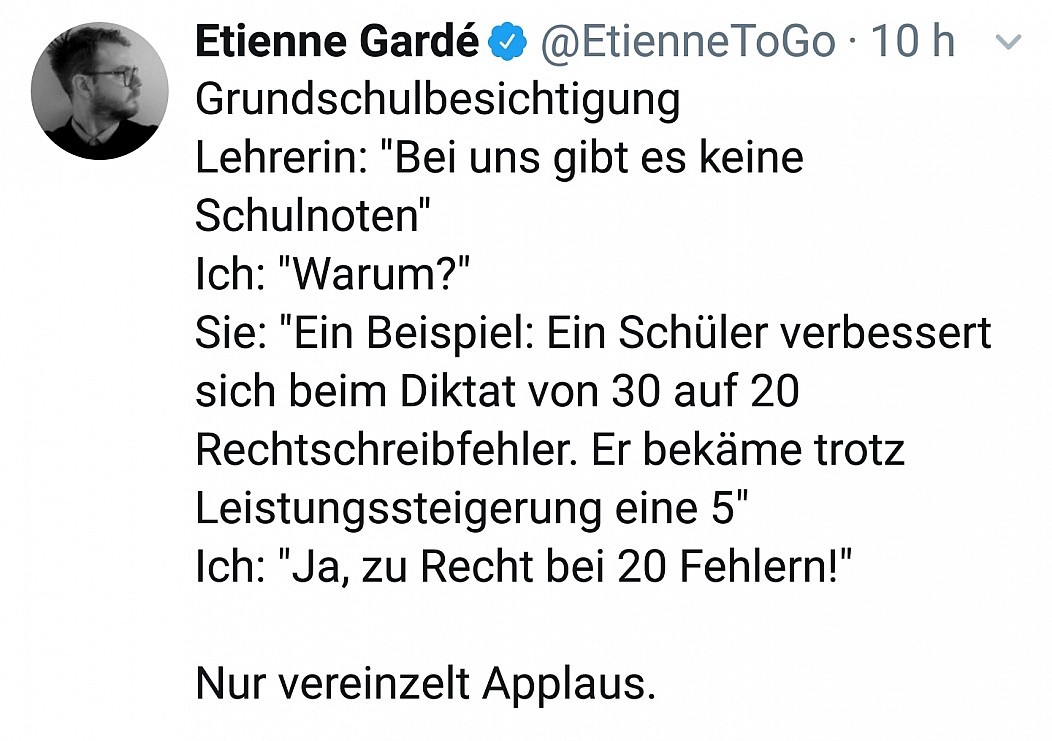 Etienne Gardé @EtienneToGo · 10 h
Grundschulbesichtigung
Lehrerin: "Bei uns gibt es keine
Schulnoten"
Ich: "Warum?"
Sie: "Ein Beispiel: Ein Schüler verbessert
sich beim Diktat von 30 auf 20
Rechtschreibfehler. Er bekäme trotz
Leistungssteigerung eine 5"
Ich: "Ja, zu Recht bei 20 Fehlern!"
Nur vereinzelt Applaus.